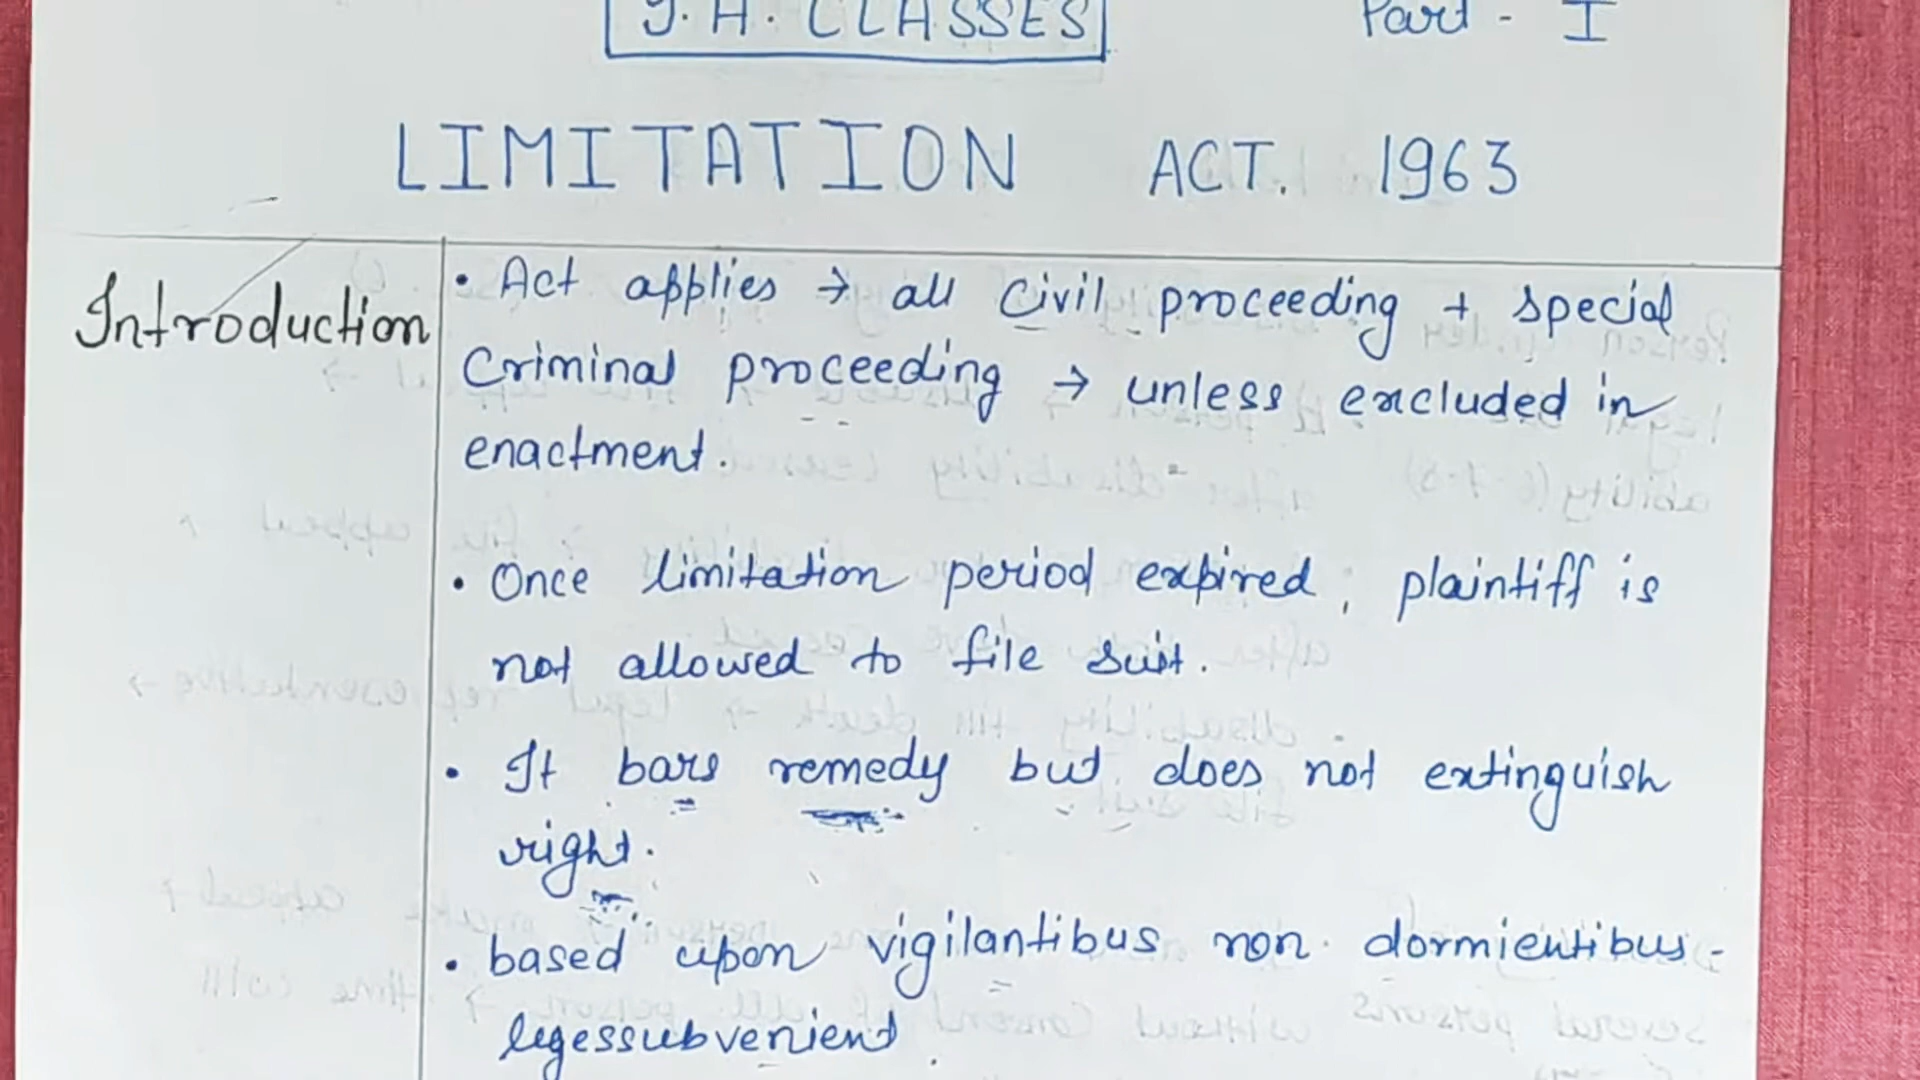 J. H. CLASSES
Part - I
LIMITATION ACT. 1963
Introduction
• Act applies → all Civil proceeding + special
Criminal proceeding → unless excluded in
enactment.
• Once limitation period expired, plaintiff is
not allowed to file suit.
• It bars remedy but does not extinguish
right.
• based upon vigilantibus non dormientibus -
legessubvenient